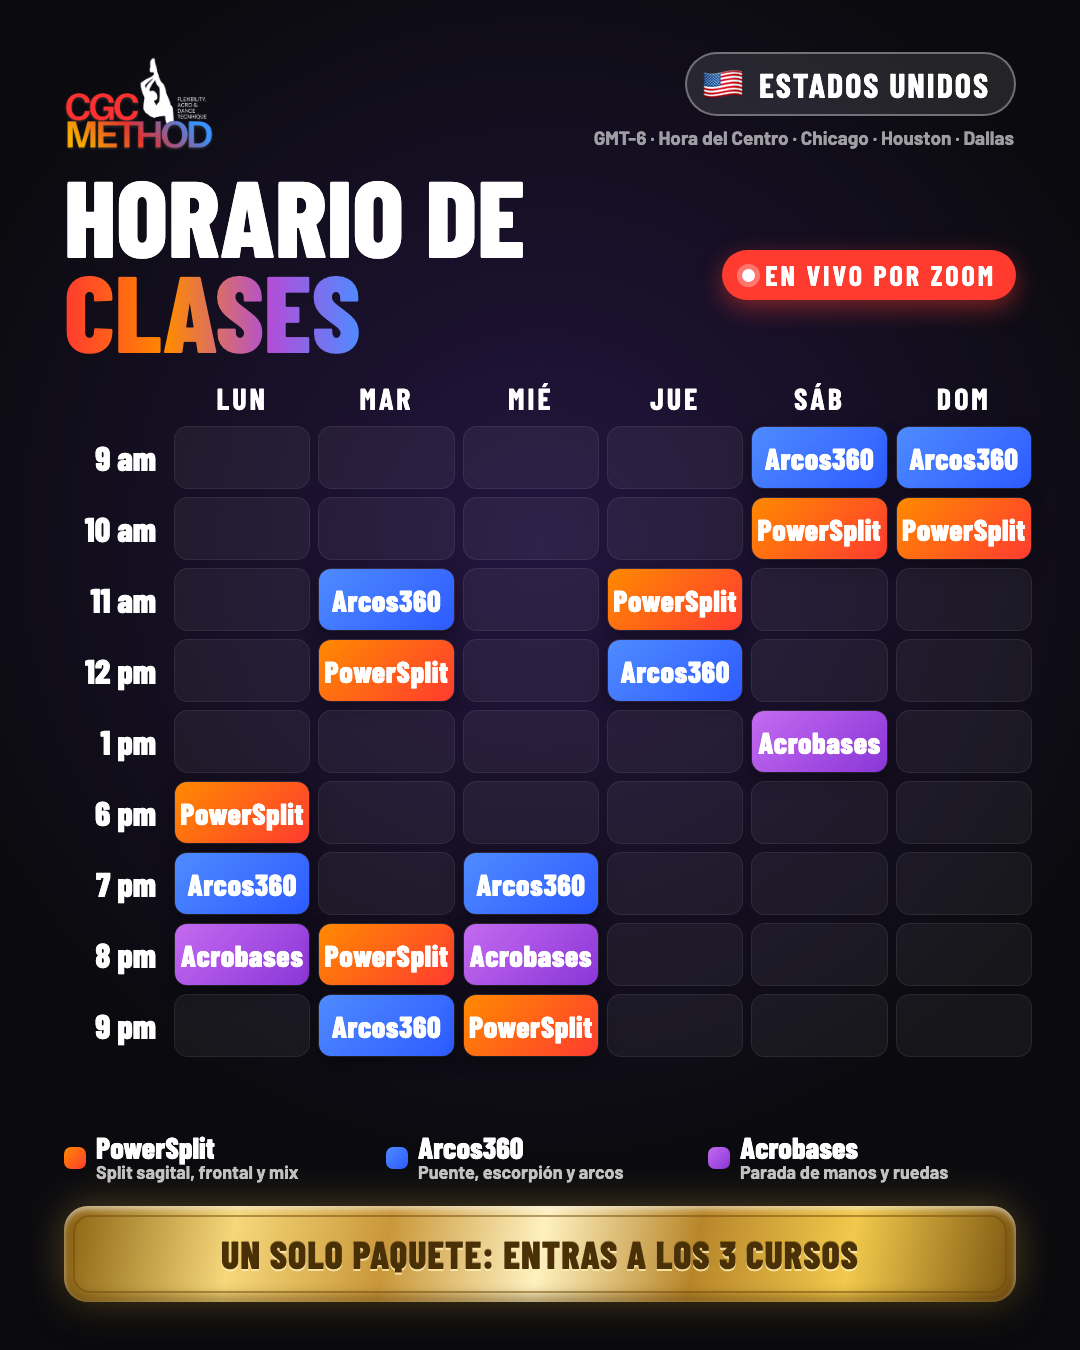 CGC
FLEXIBILITY,
ACRO &
DANCE
TECNHIQUE
METHOD
ESTADOS UNIDOS
GMT-6 · Hora del Centro · Chicago · Houston · Dallas
HORARIO DE
CLASES
EN VIVO POR ZOOM
LUN MAR MIÉ JUE SÁB DOM
9 am Arcos360 Arcos360
10 am PowerSplit PowerSplit
11 am Arcos360 PowerSplit
12 pm PowerSplit Arcos360
1 pm Acrobases
6 pm PowerSplit
7 pm Arcos360 Arcos360
8 pm Acrobases PowerSplit Acrobases
9 pm Arcos360 PowerSplit
PowerSplit
Split sagital, frontal y mix
Arcos360
Puente, escorpión y arcos
Acrobases
Parada de manos y ruedas
UN SOLO PAQUETE: ENTRAS A LOS 3 CURSOS